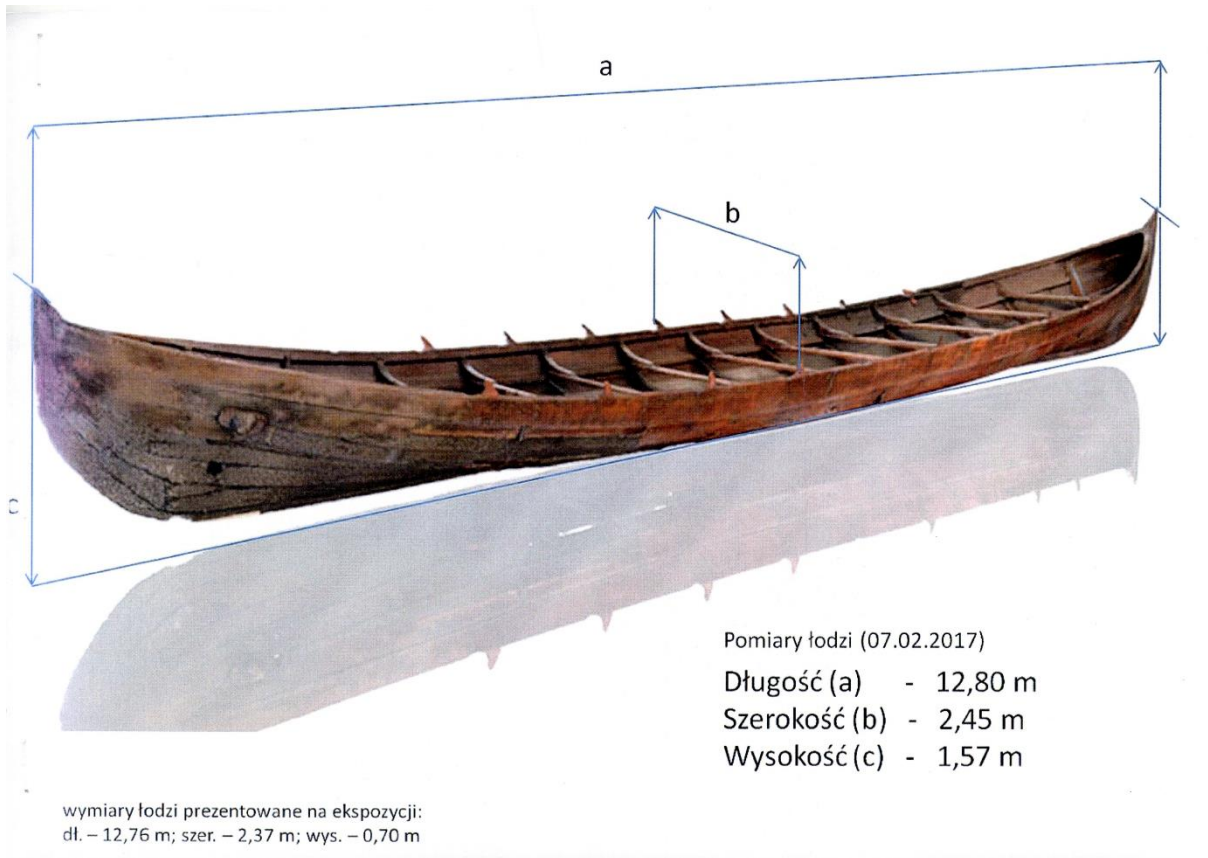 a
b
c
Pomiary łodzi (07.02.2017)
Długość (a) - 12,80 m
Szerokość (b) - 2,45 m
Wysokość (c) - 1,57 m
wymiary łodzi prezentowane na ekspozycji:
dł. – 12,76 m; szer. – 2,37 m; wys. – 0,70 m